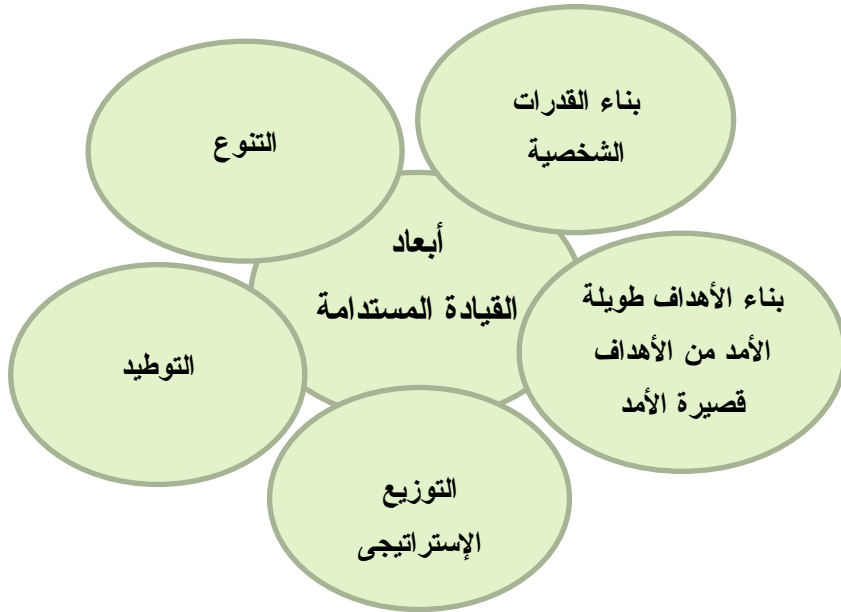 أبعاد
القيادة المستدامة
بناء القدرات
الشخصية
بناء الأهداف طويلة
الأمد من الأهداف
قصيرة الأمد
التوزيع
الإستراتيجى
التوطيد
التنوع